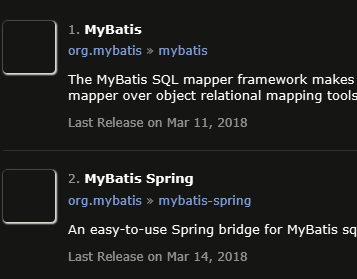 1. MyBatis
org.mybatis » mybatis
The MyBatis SQL mapper framework makes
mapper over object relational mapping tools
Last Release on Mar 11, 2018
2. MyBatis Spring
org.mybatis » mybatis-spring
An easy-to-use Spring bridge for MyBatis sq
Last Release on Mar 14, 2018